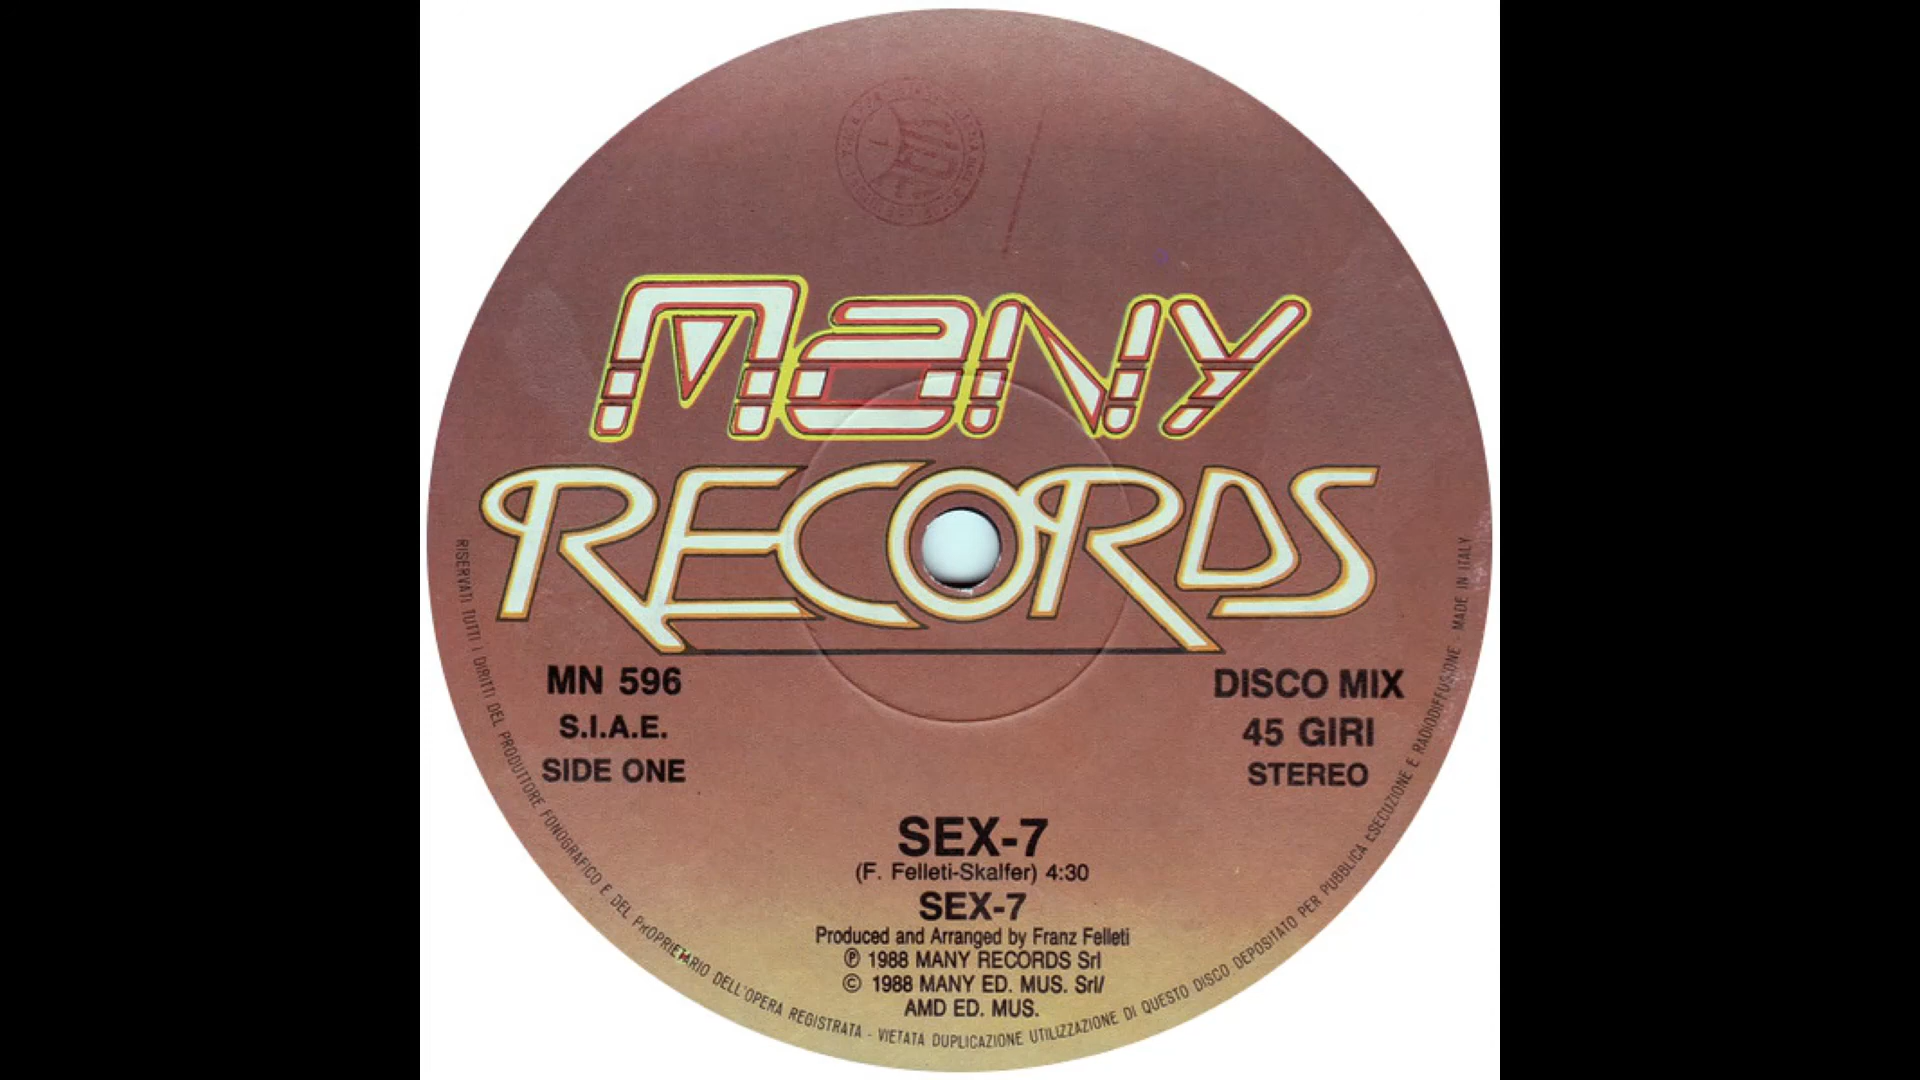 MANY
RECORDS
MN 596
S.I.A.E.
SIDE ONE
DISCO MIX
45 GIRI
STEREO
SEX-7
(F. Felleti-Skalfer) 4:30
SEX-7
Produced and Arranged by Franz Felleti
Ⓟ 1988 MANY RECORDS Srl
© 1988 MANY ED. MUS. Srl/
AMD ED. MUS.
RISERVATI TUTTI I DIRITTI DEL PRODUTTORE FONOGRAFICO E DEL PROPRIETARIO DELL'OPERA REGISTRATA - VIETATA DUPLICAZIONE UTILIZZAZIONE DI QUESTO DISCO DEPOSITATO PER PUBBLICA ESECUZIONE E RADIODIFFUSIONE MADE IN ITALY